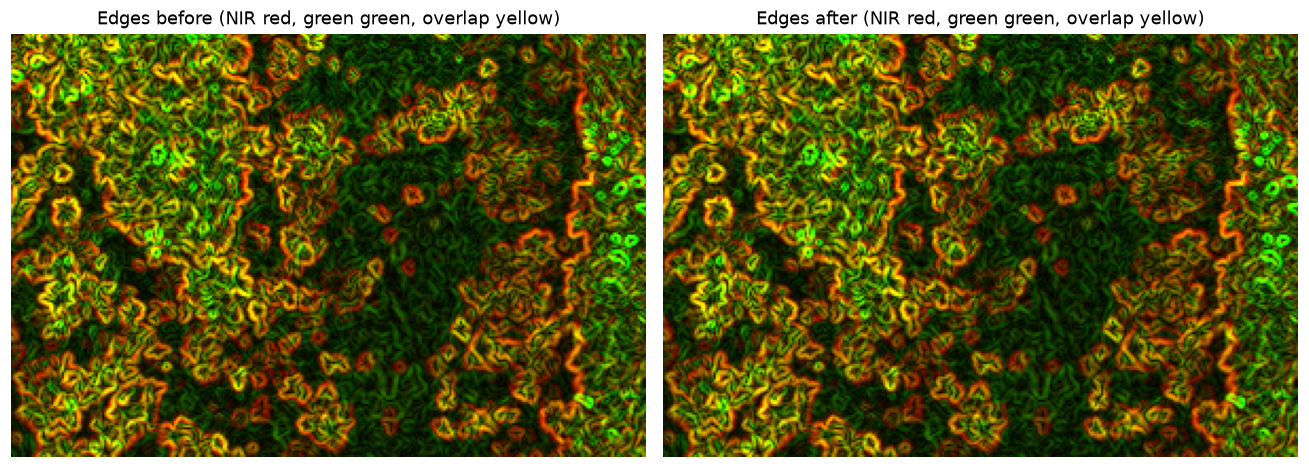 Edges before (NIR red, green green, overlap yellow)
Edges after (NIR red, green green, overlap yellow)